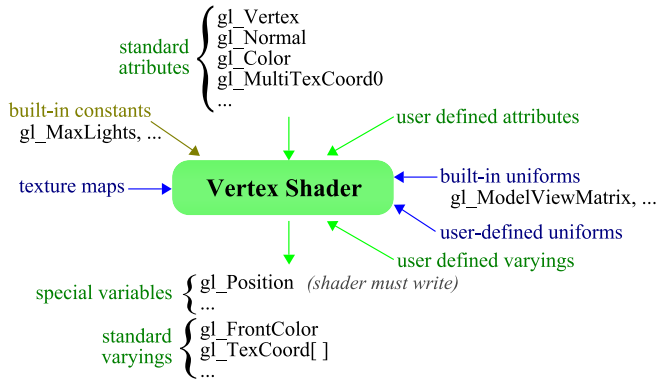 gl_Vertex
gl_Normal
gl_Color
gl_MultiTexCoord0
...
standard
atributes
built-in constants
gl_MaxLights, ...
user defined attributes
texture maps
Vertex Shader
built-in uniforms
gl_ModelViewMatrix, ...
user-defined uniforms
user defined varyings
special variables
gl_Position (shader must write)
...
standard
varyings
gl_FrontColor
gl_TexCoord[ ]
...